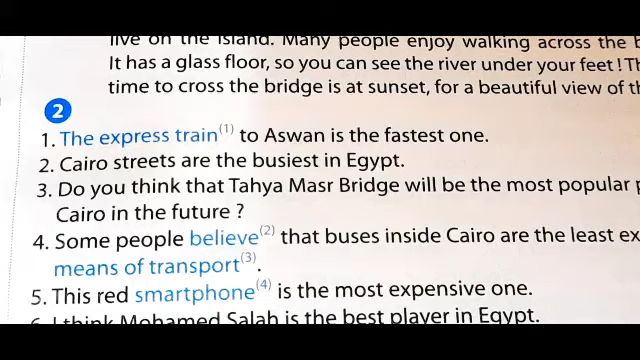 live on the island. Many people enjoy walking across the
It has a glass floor, so you can see the river under your feet!
time to cross the bridge is at sunset, for a beautiful view of
2
1. The express train(1) to Aswan is the fastest one.
2. Cairo streets are the busiest in Egypt.
3. Do you think that Tahya Masr Bridge will be the most popular
Cairo in the future ?
4. Some people believe(2) that buses inside Cairo are the least
means of transport(3).
5. This red smartphone(4) is the most expensive one.
6. I think Mohamed Salah is the best player in Egypt.